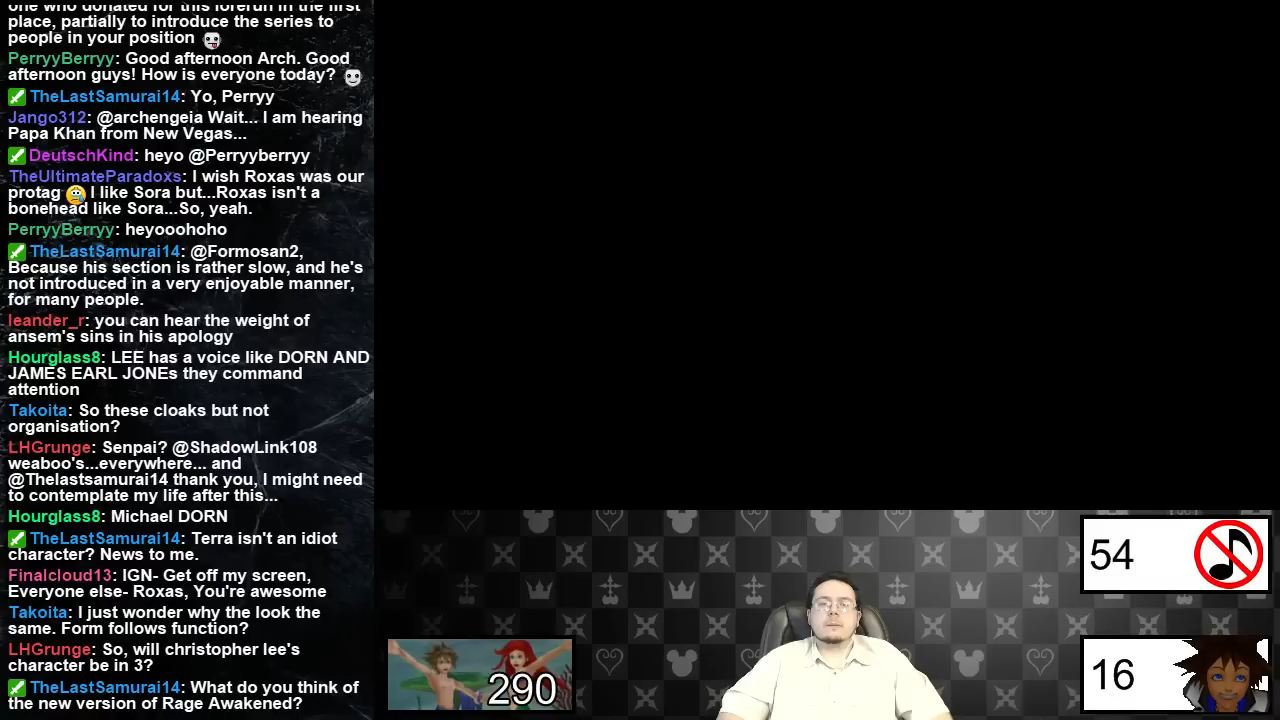 one who donated for this forerun in the first
place, partially to introduce the series to
people in your position
PerryyBerryy: Good afternoon Arch. Good
afternoon guys! How is everyone today?
TheLastSamurai14: Yo, Perryy
Jango312: @archengeia Wait... I am hearing
Papa Khan from New Vegas...
DeutschKind: heyo @Perryyberryy
TheUltimateParadoxs: I wish Roxas was our
protag I like Sora but...Roxas isn't a
bonehead like Sora...So, yeah.
PerryyBerryy: heyooohoho
TheLastSamurai14: @Formosan2,
Because his section is rather slow, and he's
not introduced in a very enjoyable manner,
for many people.
leander_r: you can hear the weight of
ansem's sins in his apology
Hourglass8: LEE has a voice like DORN AND
JAMES EARL JONEs they command
attention
Takoita: So these cloaks but not
organisation?
LHGrunge: Senpai? @ShadowLink108
weaboo's...everywhere... and
@Thelastsamurai14 thank you, I might need
to contemplate my life after this...
Hourglass8: Michael DORN
TheLastSamurai14: Terra isn't an idiot
character? News to me.
Finalcloud13: IGN- Get off my screen,
Everyone else- Roxas, You're awesome
Takoita: I just wonder why the look the
same. Form follows function?
LHGrunge: So, will christopher lee's
character be in 3?
TheLastSamurai14: What do you think of
the new version of Rage Awakened?
290
54
16